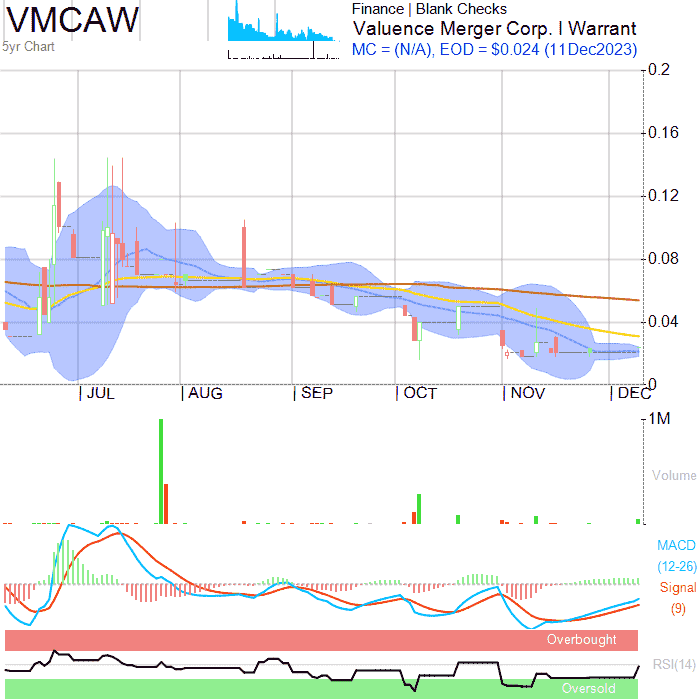 VMCAW
5yr Chart
Finance | Blank Checks
Valuence Merger Corp. I Warrant
MC = (N/A), EOD = $0.024 (11Dec2023)
0.2
0.16
0.12
0.08
0.04
0
JUL AUG SEP OCT NOV DEC
1M
Volume
MACD
(12-26)
Signal
(9)
Overbought
RSI(14)
Oversold